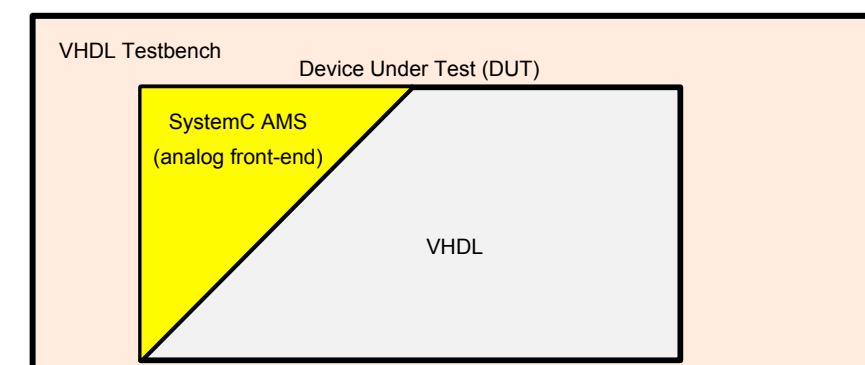 VHDL Testbench
Device Under Test (DUT)
SystemC AMS
(analog front-end)
VHDL